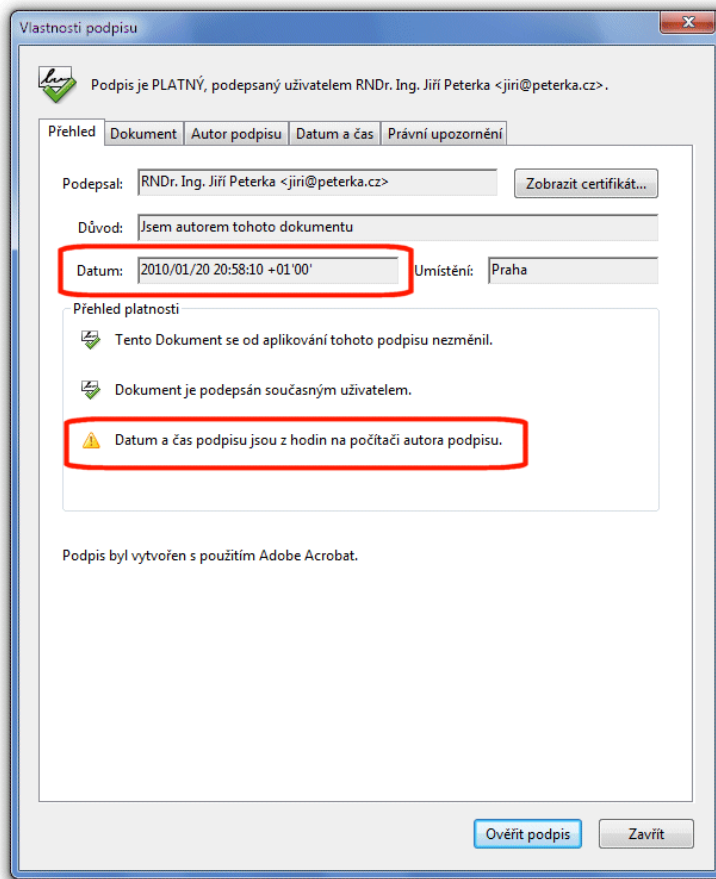 Vlastnosti podpisu
Podpis je PLATNÝ, podepsaný uživatelem RNDr. Ing. Jiří Peterka <jiri@peterka.cz>.
Přehled Dokument Autor podpisu Datum a čas Právní upozornění
Podepsal: RNDr. Ing. Jiří Peterka <jiri@peterka.cz> Zobrazit certifikát...
Důvod: Jsem autorem tohoto dokumentu
Datum: 2010/01/20 20:58:10 +01'00' Umístění: Praha
Přehled platnosti
Tento Dokument se od aplikování tohoto podpisu nezměnil.
Dokument je podepsán současným uživatelem.
Datum a čas podpisu jsou z hodin na počítači autora podpisu.
Podpis byl vytvořen s použitím Adobe Acrobat.
Ověřit podpis Zavřít